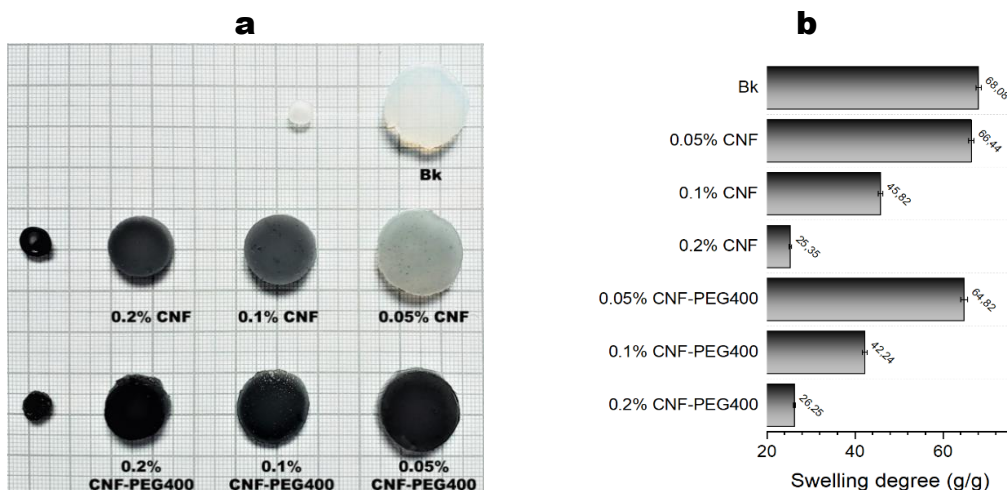 a
Bk
0.2% CNF
0.1% CNF
0.05% CNF
0.2%
CNF-PEG400
0.1%
CNF-PEG400
0.05%
CNF-PEG400
b
Bk
68,08
0.05% CNF
66,44
0.1% CNF
45,82
0.2% CNF
25,35
0.05% CNF-PEG400
64,82
0.1% CNF-PEG400
42,24
0.2% CNF-PEG400
26,25
20
40
60
Swelling degree (g/g)